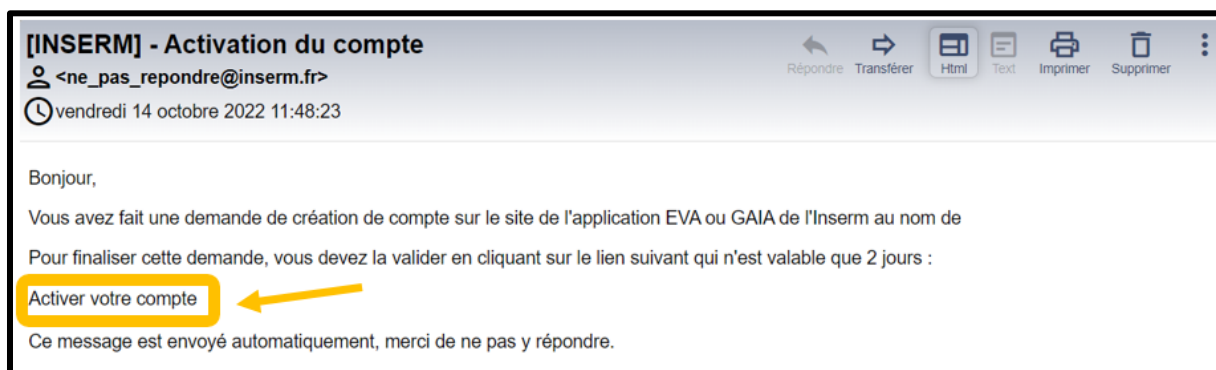 [INSERM] - Activation du compte
<ne_pas_repondre@inserm.fr>
vendredi 14 octobre 2022 11:48:23
Répondre Transférer Html Text Imprimer Supprimer
Bonjour,
Vous avez fait une demande de création de compte sur le site de l'application EVA ou GAIA de l'Inserm au nom de
Pour finaliser cette demande, vous devez la valider en cliquant sur le lien suivant qui n'est valable que 2 jours :
Activer votre compte
Ce message est envoyé automatiquement, merci de ne pas y répondre.